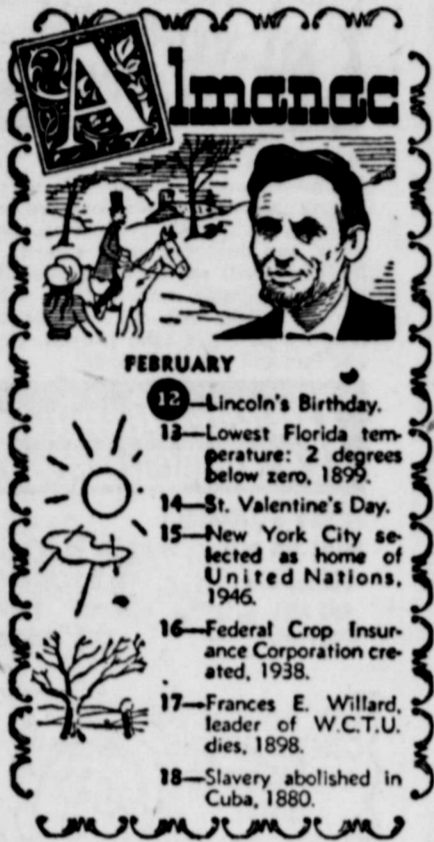 Almanac
FEBRUARY
12—Lincoln's Birthday.
13—Lowest Florida tem-
perature: 2 degrees
below zero, 1899.
14—St. Valentine's Day.
15—New York City se-
lected as home of
United Nations,
1946.
16—Federal Crop Insur-
ance Corporation cre-
ated, 1938.
17—Frances E. Willard,
leader of W.C.T.U.
dies, 1898.
18—Slavery abolished in
Cuba, 1880.